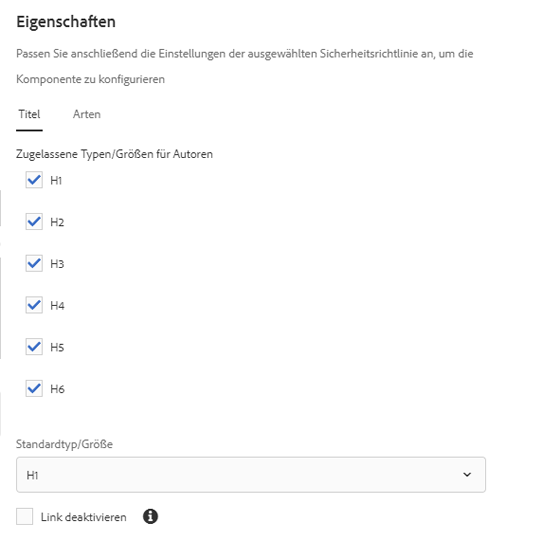 Eigenschaften
Passen Sie anschließend die Einstellungen der ausgewählten Sicherheitsrichtlinie an, um die
Komponente zu konfigurieren
Titel Arten
Zugelassene Typen/Größen für Autoren
H1
H2
H3
H4
H5
H6
Standardtyp/Größe
H1
Link deaktivieren